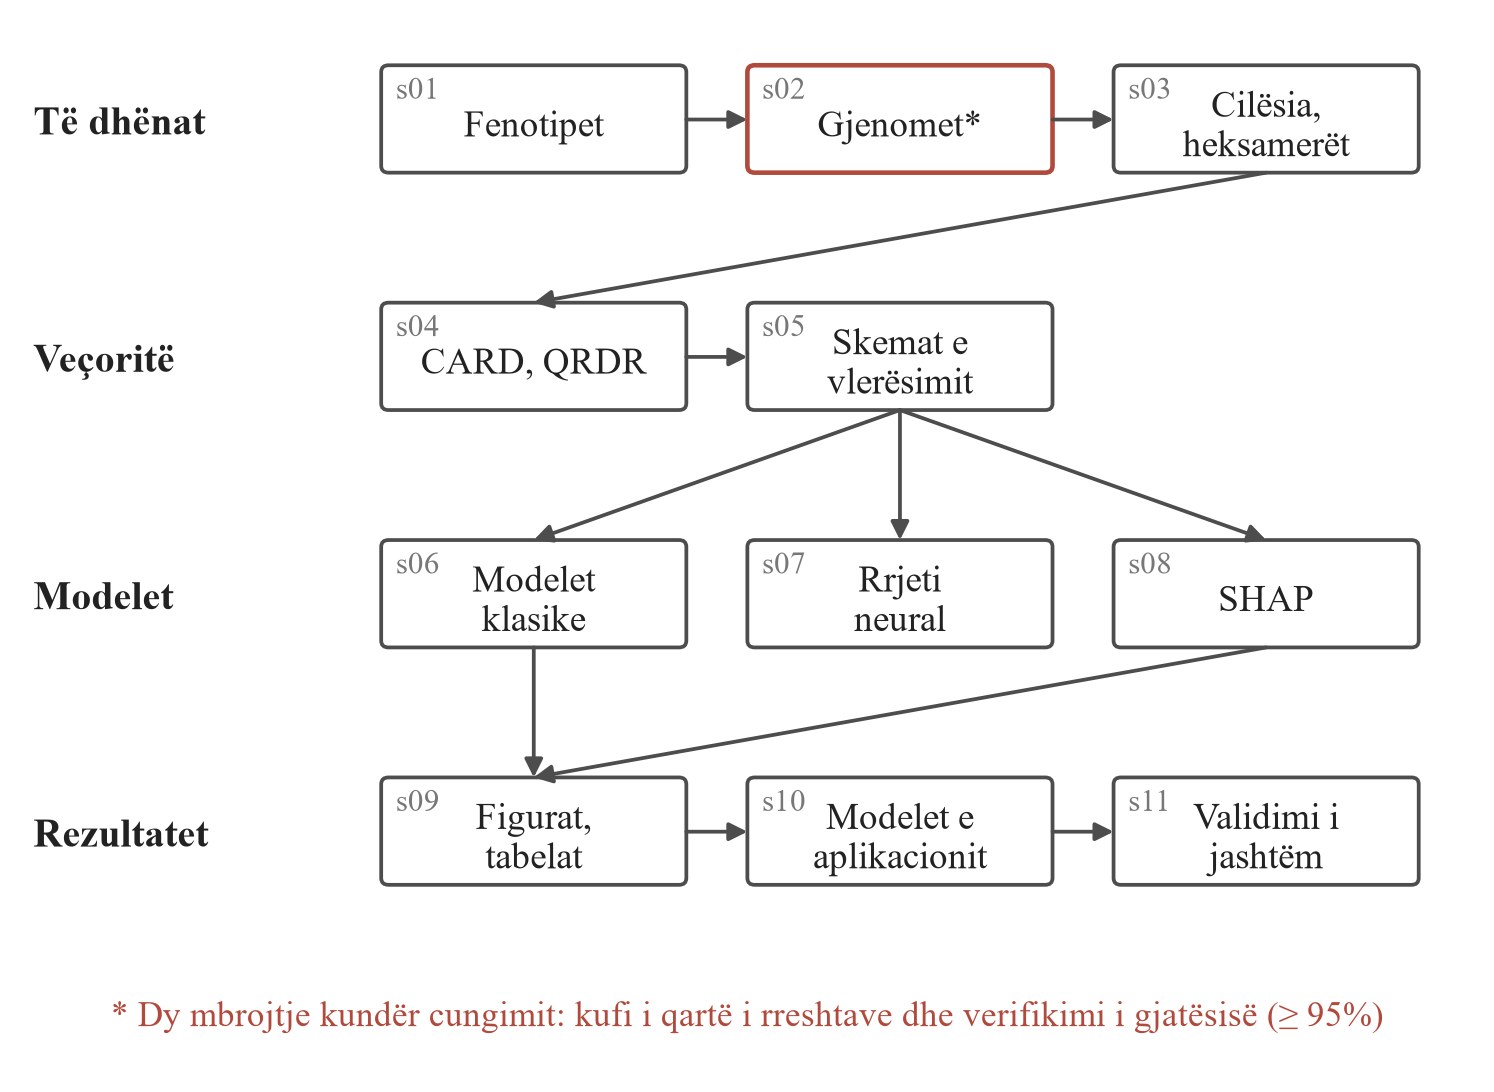 Të dhënat
s01
Fenotipet
s02
Gjenomet*
s03
Cilësia,
heksamerët
Veçoritë
s04
CARD, QRDR
s05
Skemat e
vlerësimit
Modelet
s06
Modelet
klasike
s07
Rrjeti
neural
s08
SHAP
Rezultatet
s09
Figurat,
tabelat
s10
Modelet e
aplikacionit
s11
Validimi i
jashtëm
* Dy mbrojtje kundër cungimit: kufi i qartë i rreshtave dhe verifikimi i gjatësisë (≥ 95%)